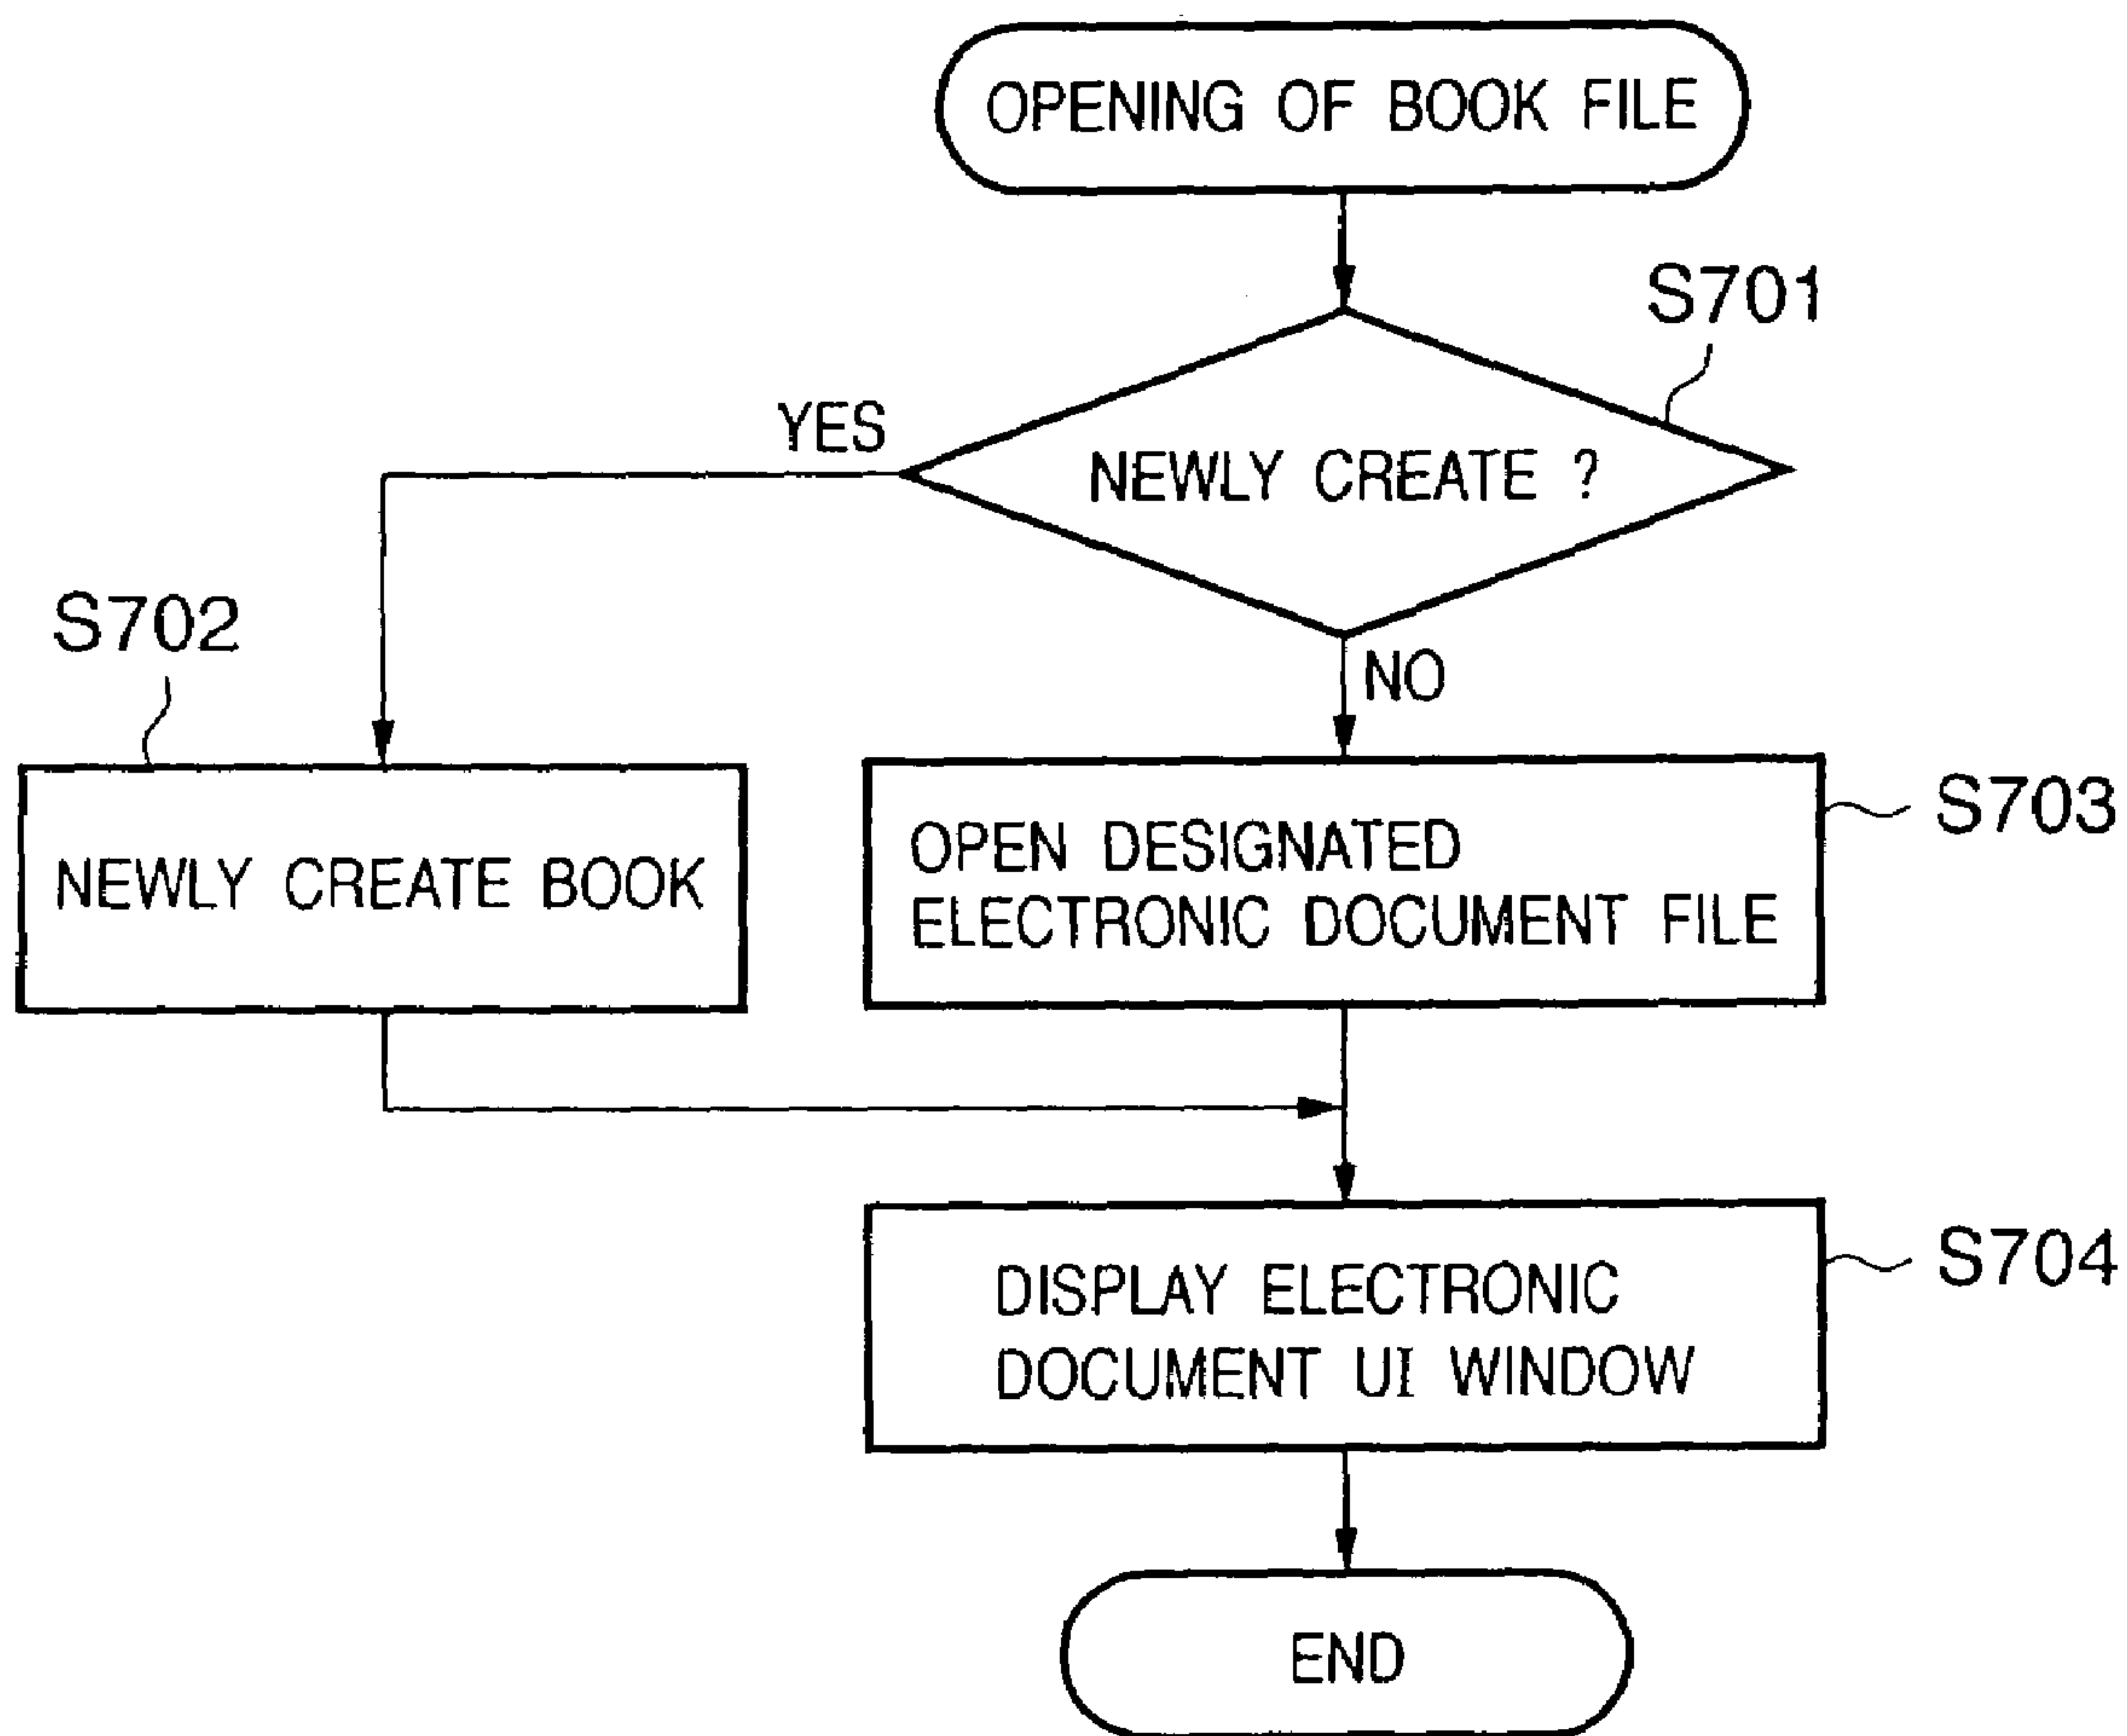 OPENING OF BOOK FILE
S701
YES
NEWLY CREATE ?
S702
NO
NEWLY CREATE BOOK
OPEN DESIGNATED
ELECTRONIC DOCUMENT FILE
S703
DISPLAY ELECTRONIC
DOCUMENT UI WINDOW
S704
END